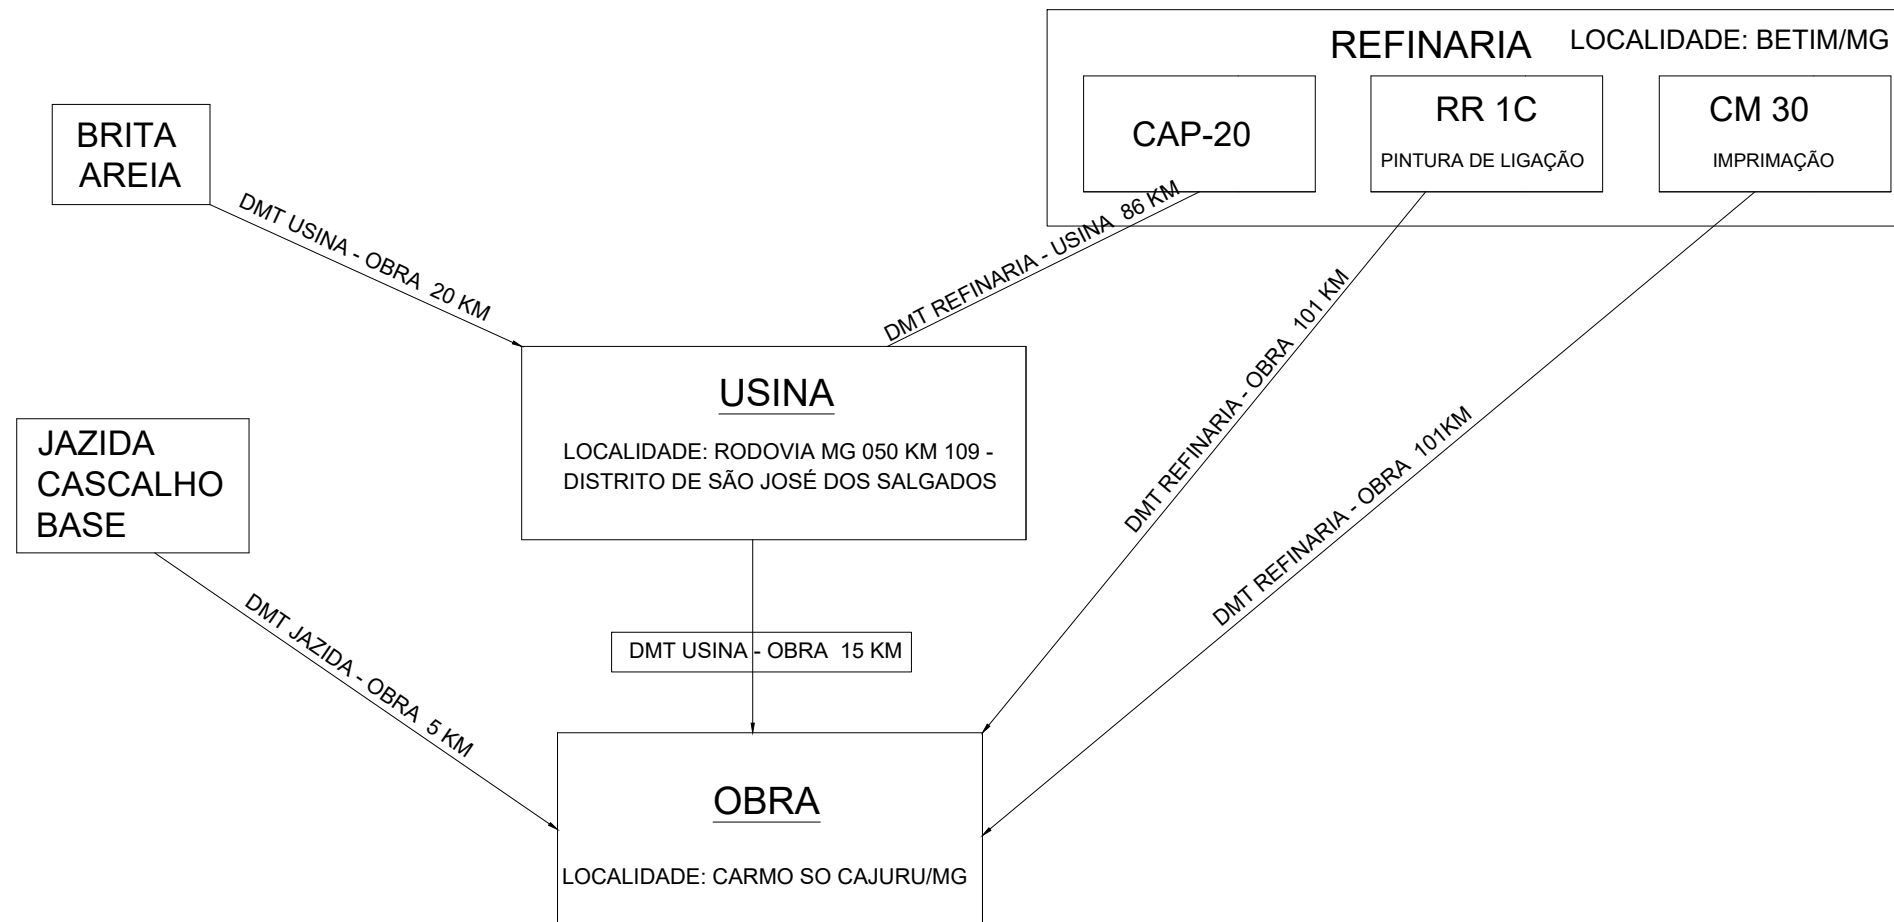 REFINARIA
LOCALIDADE: BETIM/MG
CAP-20
RR 1C
PINTURA DE LIGAÇÃO
CM 30
IMPRIMAÇÃO
BRITA
AREIA
DMT USINA - OBRA  20 KM
DMT REFINARIA - USINA  86 KM
DMT REFINARIA - OBRA  101 KM
DMT REFINARIA - OBRA  101KM
USINA
LOCALIDADE: RODOVIA MG 050 KM 109 -
DISTRITO DE SÃO JOSÉ DOS SALGADOS
JAZIDA
CASCALHO
BASE
DMT JAZIDA - OBRA  5 KM
DMT USINA - OBRA  15 KM
OBRA
LOCALIDADE: CARMO SO CAJURU/MG